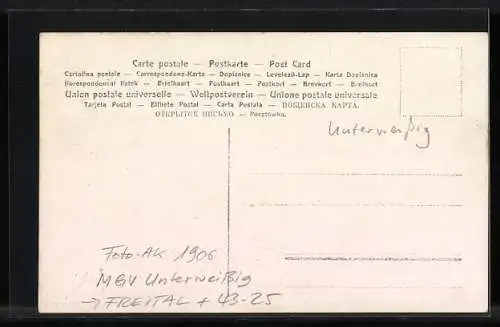 Carte postale — Postkarte — Post Card
Cartolina postale — Correspondenz-Karte — Dopisnice — Levelező-Lap — Karta Dopisnica
Korespondenční lístek — Briefkaart — Postkaart — Postkort — Brevkort — Brefkort
Union postale universelle — Weltpostverein — Unione postale universale
Tarjeta Postal — Bilhete Postal — Carta Postala — ПОЩЕНСКА КАРТА.
ОТКРЫТОЕ ПИСЬМО — Pocztówka.
Unterweißig
Foto-AK 1906
MGV Unterweißig
→ FREITAL + 43-25